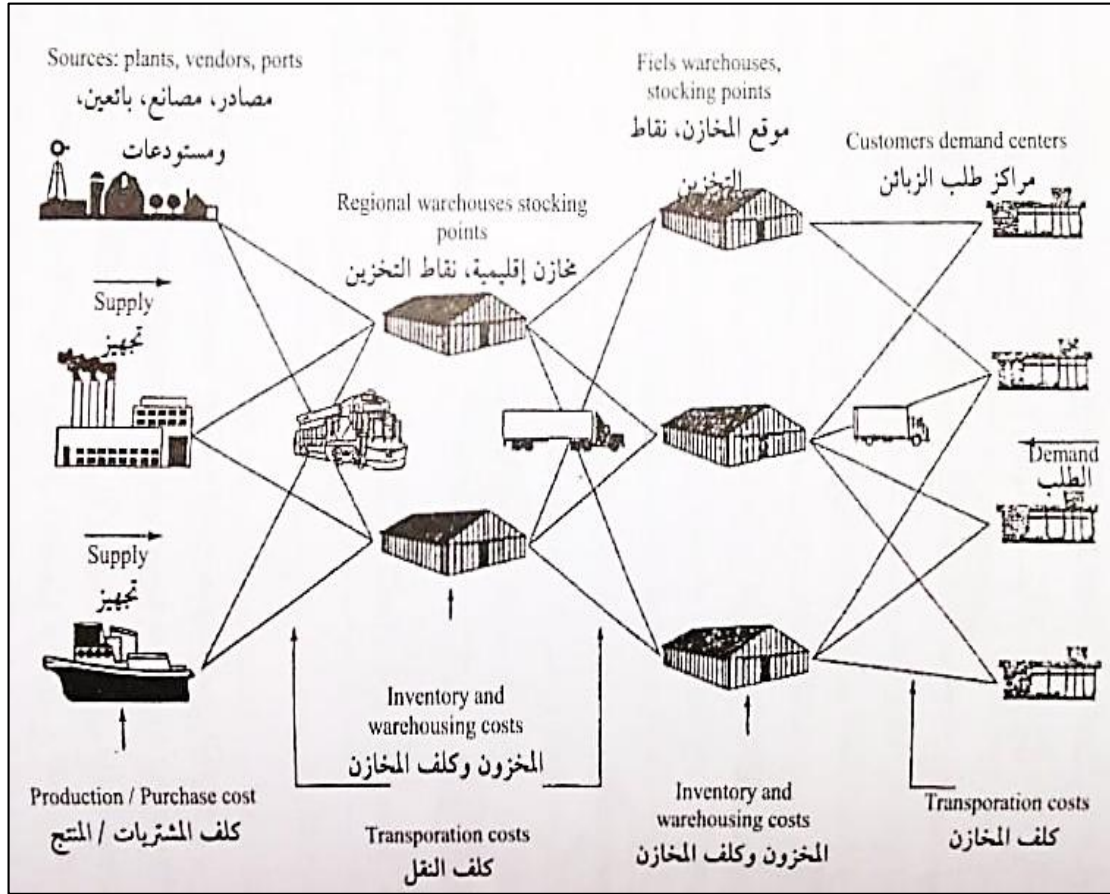 Sources: plants, vendors, ports
مصادر، مصانع، بائعين،
ومستودعات
Supply
تجهيز
Supply
تجهيز
Production / Purchase cost
كلف المشتريات / المنتج
Regional warehouses stocking
points
مخازن إقليمية، نقاط التخزين
Inventory and
warehousing costs
المخزون وكلف المخازن
Transporation costs
كلف النقل
Fiels warehouses,
stocking points
موقع المخازن، نقاط
التخزين
Inventory and
warehousing costs
المخزون وكلف المخازن
Customers demand centers
مراكز طلب الزبائن
Demand
الطلب
Transporation costs
كلف المخازن